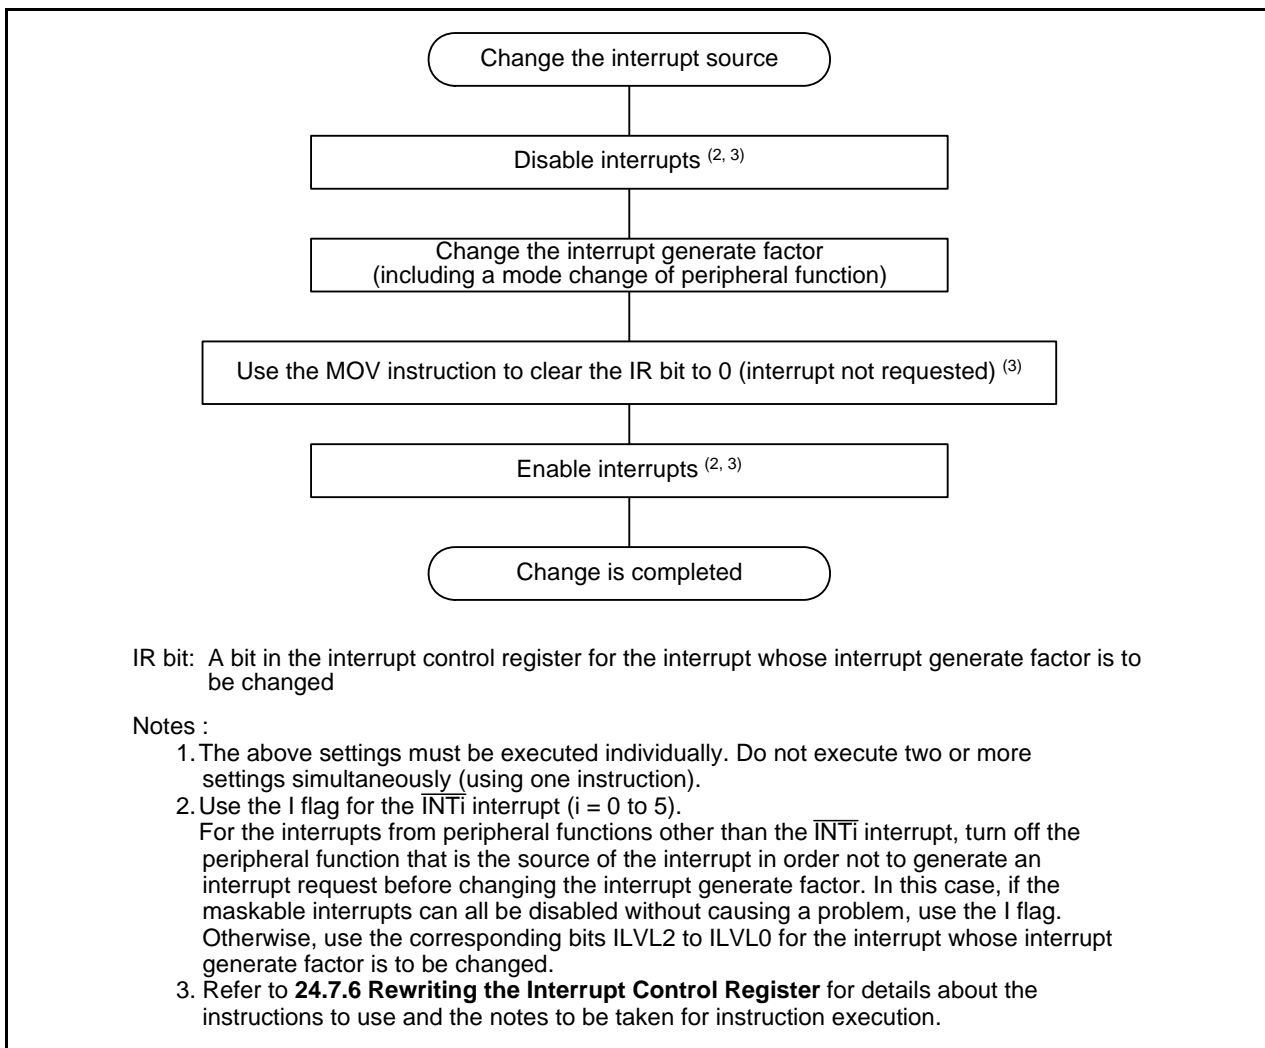 Change the interrupt source
Disable interrupts (2, 3)
Change the interrupt generate factor
(including a mode change of peripheral function)
Use the MOV instruction to clear the IR bit to 0 (interrupt not requested) (3)
Enable interrupts (2, 3)
Change is completed
IR bit: A bit in the interrupt control register for the interrupt whose interrupt generate factor is to
be changed
Notes :
1. The above settings must be executed individually. Do not execute two or more
settings simultaneously (using one instruction).
2. Use the I flag for the INTi interrupt (i = 0 to 5).
For the interrupts from peripheral functions other than the INTi interrupt, turn off the
peripheral function that is the source of the interrupt in order not to generate an
interrupt request before changing the interrupt generate factor. In this case, if the
maskable interrupts can all be disabled without causing a problem, use the I flag.
Otherwise, use the corresponding bits ILVL2 to ILVL0 for the interrupt whose interrupt
generate factor is to be changed.
3. Refer to 24.7.6 Rewriting the Interrupt Control Register for details about the
instructions to use and the notes to be taken for instruction execution.